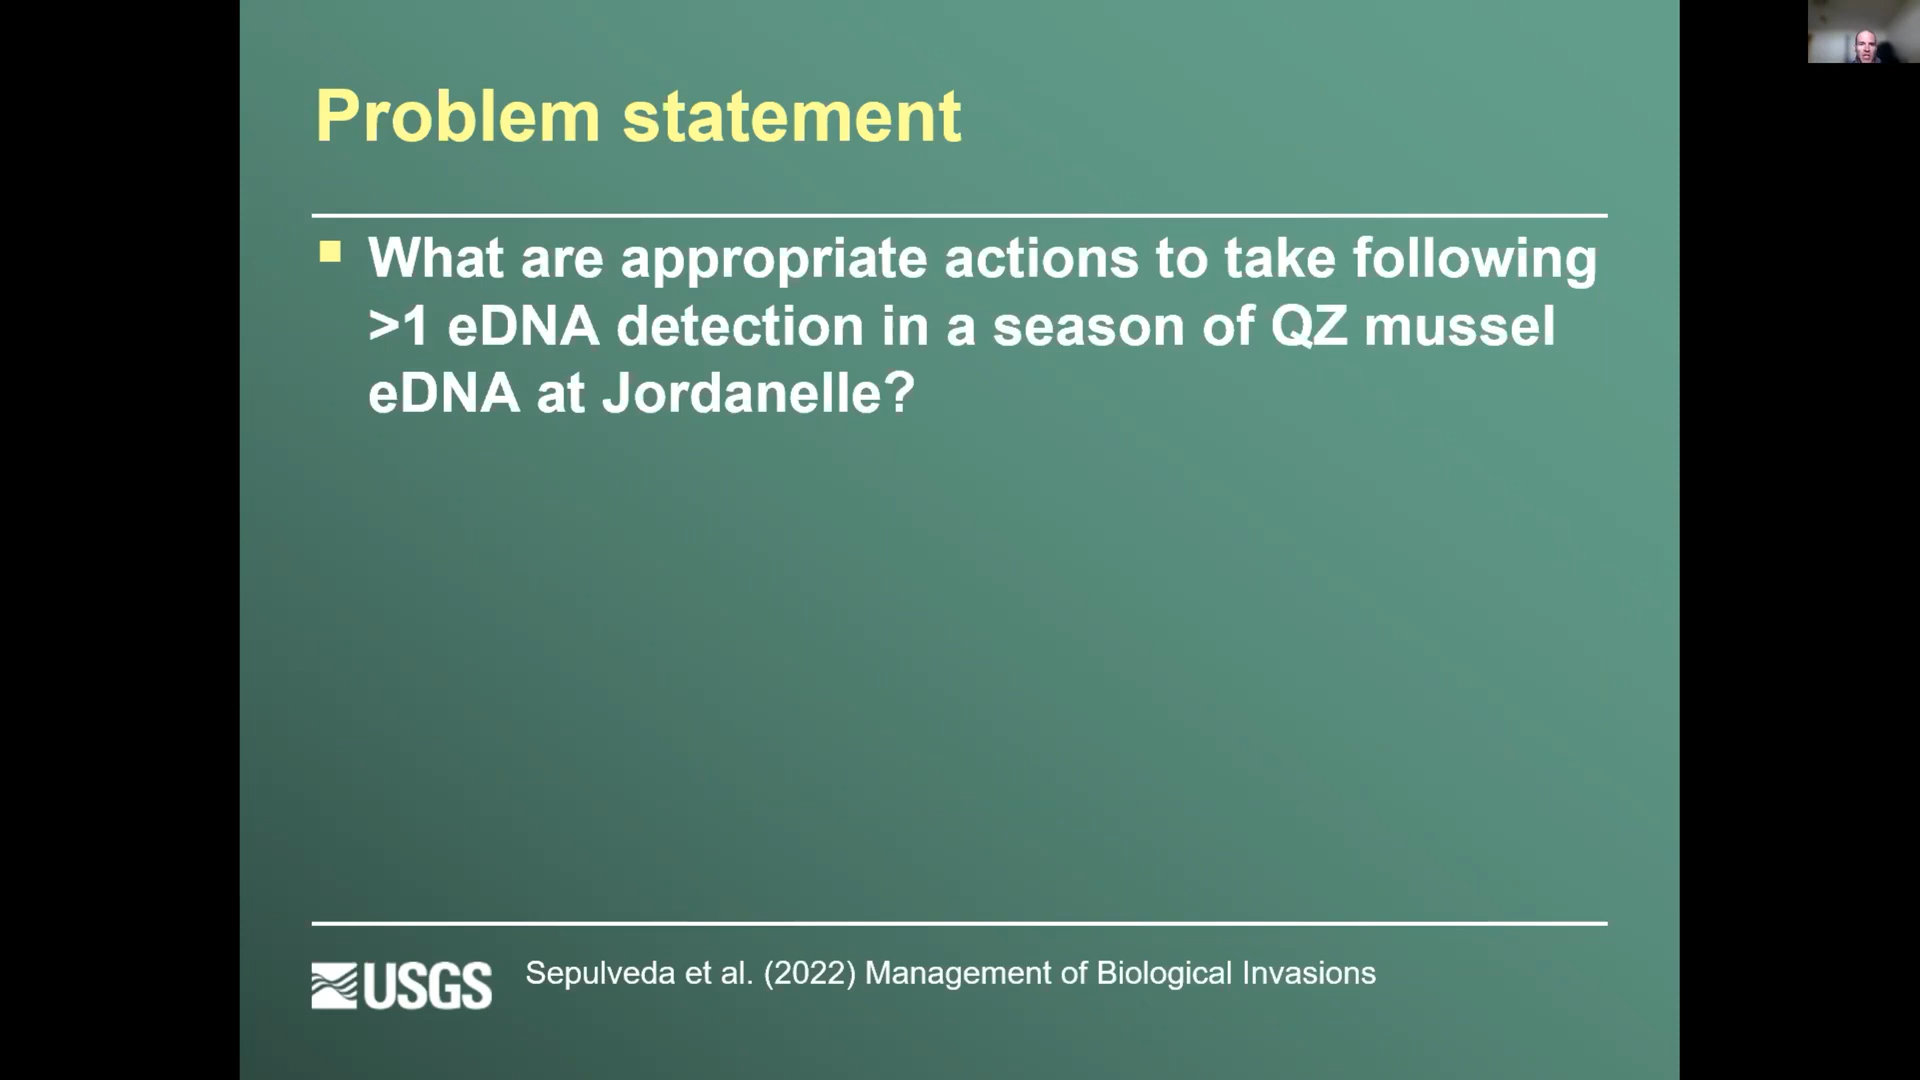 Problem statement
What are appropriate actions to take following
>1 eDNA detection in a season of QZ mussel
eDNA at Jordanelle?
USGS
Sepulveda et al. (2022) Management of Biological Invasions